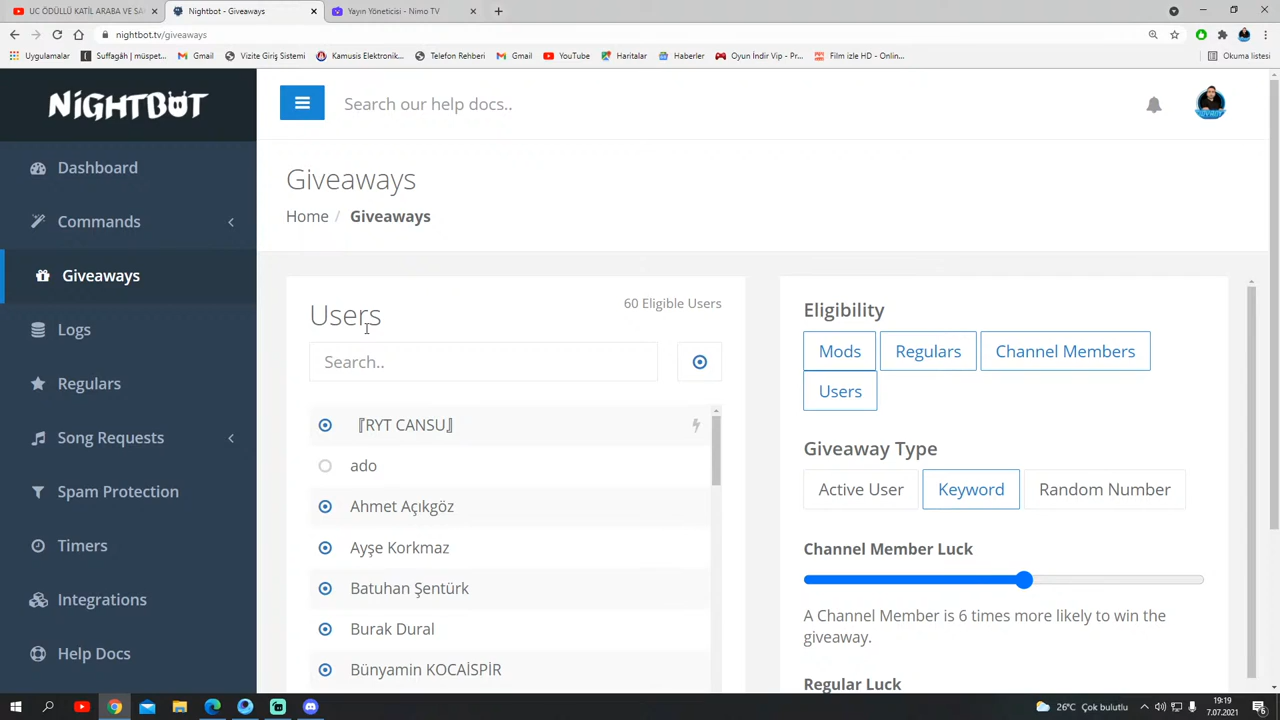 UC ÖDÜLLÜ KATİL ARABA VE SA
Nightbot - Giveaways
Yayın Yöneticisi - Nimo TV
nightbot.tv/giveaways
Uygulamalar
Suffagâh | müspet...
Gmail
Vizite Giriş Sistemi
Kamusis Elektronik...
Telefon Rehberi
Gmail
YouTube
Haritalar
Haberler
Oyun İndir Vip - Pr...
Film izle HD - Onlin...
Okuma listesi
NiGHTBOT
Search our help docs..
Dashboard
Commands
Giveaways
Logs
Regulars
Song Requests
Spam Protection
Timers
Integrations
Help Docs
Giveaways
Home / Giveaways
Users
60 Eligible Users
Search..
『RYT CANSU』
ado
Ahmet Açıkgöz
Ayşe Korkmaz
Batuhan Şentürk
Burak Dural
Bünyamin KOCAİSPİR
Eligibility
Mods
Regulars
Channel Members
Users
Giveaway Type
Active User
Keyword
Random Number
Channel Member Luck
A Channel Member is 6 times more likely to win the
giveaway.
Regular Luck
26°C Çok bulutlu
19:19
7.07.2021